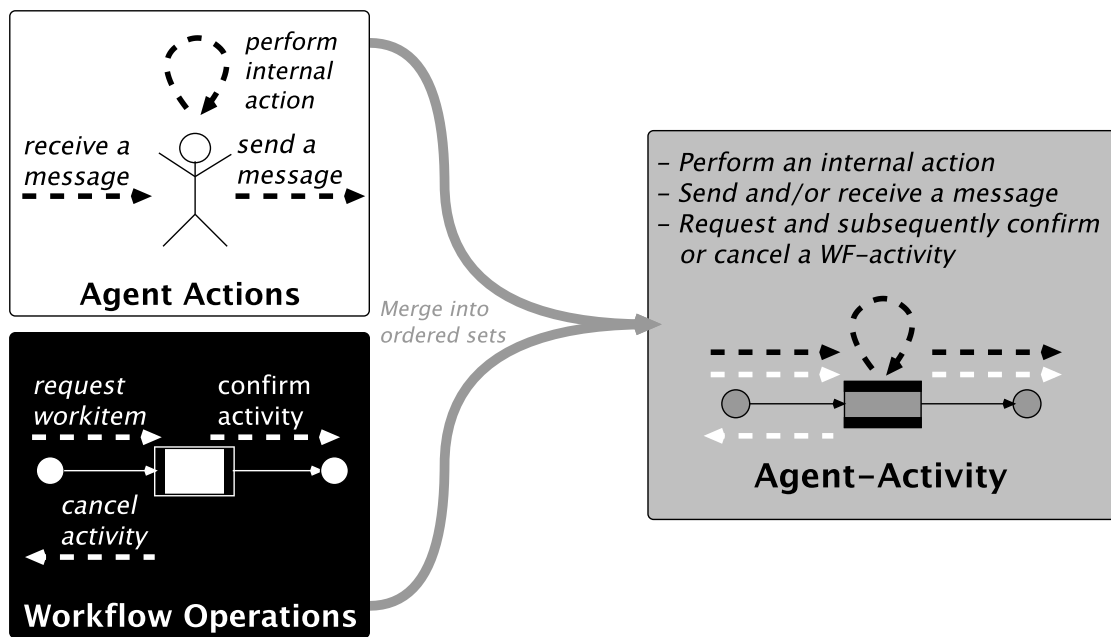 perform
internal
action
receive a
message
send a
message
Agent Actions
request
workitem
confirm
activity
cancel
activity
Workflow Operations
Merge into
ordered sets
– Perform an internal action
– Send and/or receive a message
– Request and subsequently confirm
or cancel a WF–activity
Agent–Activity